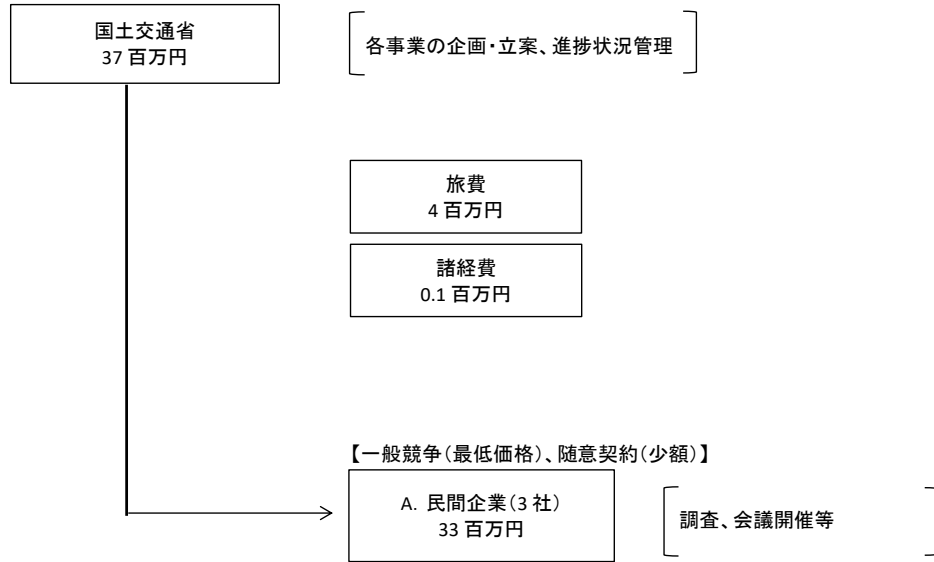 国土交通省
37 百万円
各事業の企画・立案、進捗状況管理
旅費
4 百万円
諸経費
0.1 百万円
【一般競争（最低価格）、随意契約（少額）】
A. 民間企業（3 社）
33 百万円
調査、会議開催等